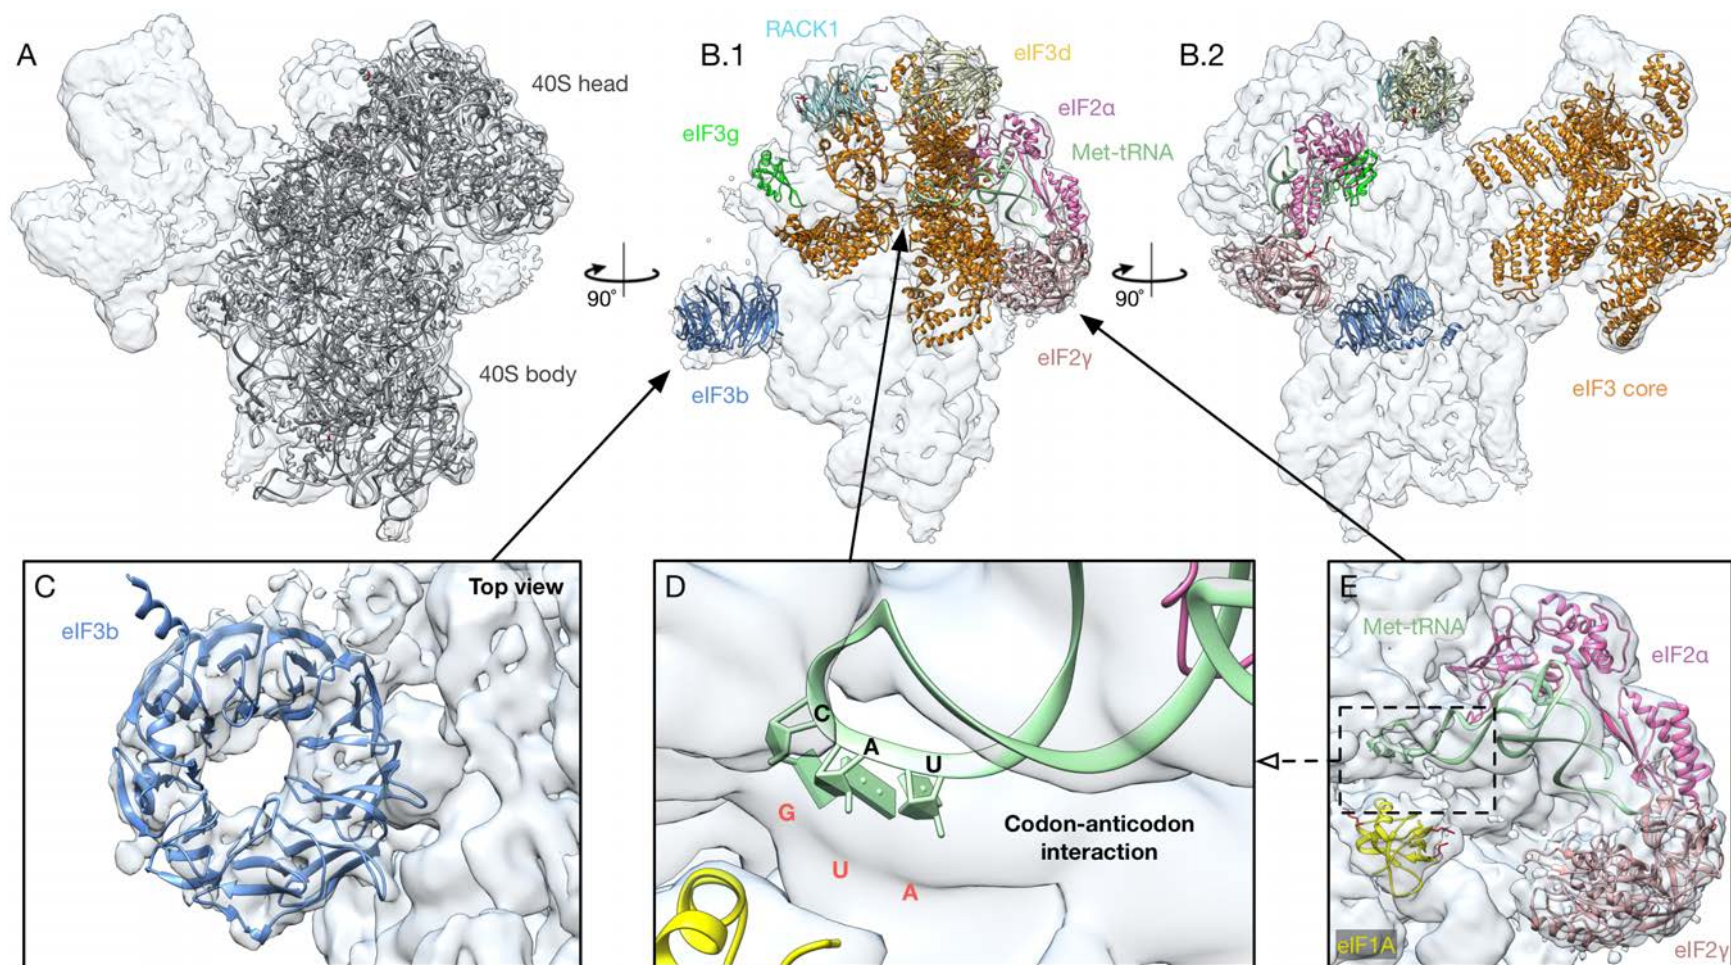 A
40S head
40S body
90°
B.1
RACK1
eIF3d
eIF3g
eIF2α
Met-tRNA
eIF3b
eIF2γ
90°
B.2
eIF3 core
C
Top view
eIF3b
D
C
A
U
G
U
A
Codon-anticodon
interaction
E
Met-tRNA
eIF2α
eIF1A
eIF2γ